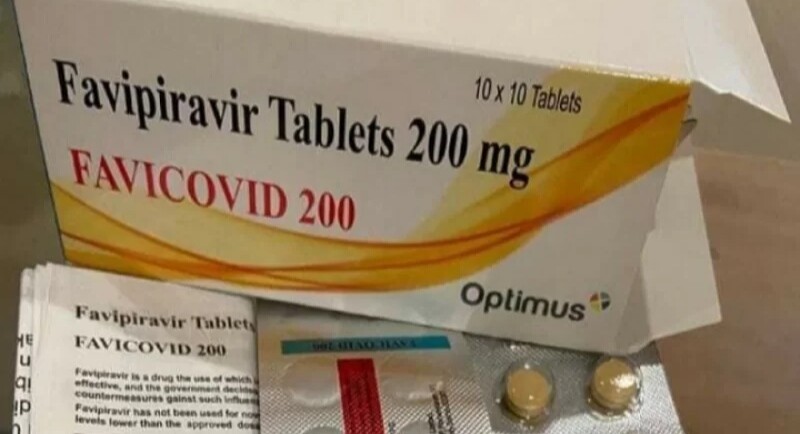 Favipiravir Tablets 200 mg
10 x 10 Tablets
FAVICOVID 200
Optimus
Favipiravir Tablets
FAVICOVID 200
Favipiravir is a drug the use of which
effective, and the government
countermeasures gainst such
Favipiravir has not been used for
levels lower than the approved